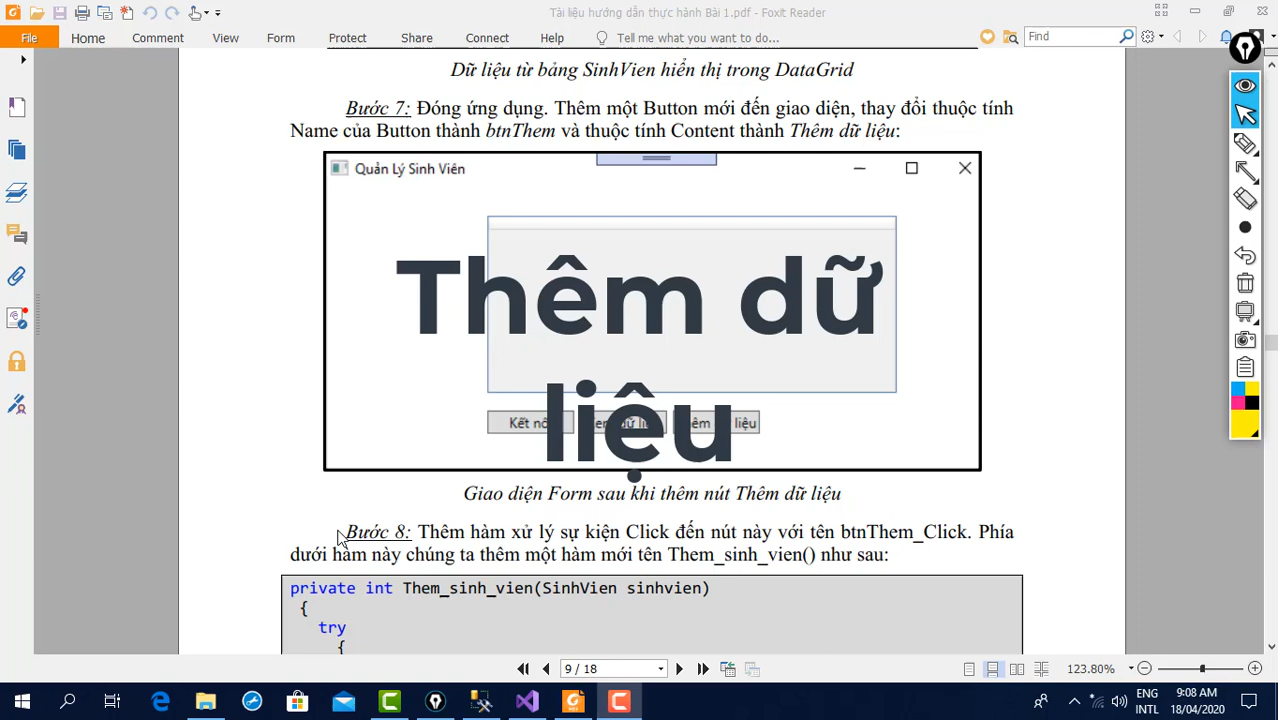 Tài liệu hướng dẫn thực hành Bài 1.pdf - Foxit Reader
File Home Comment View Form Protect Share Connect Help Tell me what you want to do... Find
Dữ liệu từ bảng SinhVien hiển thị trong DataGrid
Bước 7: Đóng ứng dụng. Thêm một Button mới đến giao diện, thay đổi thuộc tính
Name của Button thành btnThem và thuộc tính Content thành Thêm dữ liệu:
Quản Lý Sinh Viên
Thêm dữ
liệu
Kết nố
liệu
Giao diện Form sau khi thêm nút Thêm dữ liệu
Bước 8: Thêm hàm xử lý sự kiện Click đến nút này với tên btnThem_Click. Phía
dưới hàm này chúng ta thêm một hàm mới tên Them_sinh_vien() như sau:
private int Them_sinh_vien(SinhVien sinhvien)
{
try
{
9 / 18
123.80%
ENG
INTL
9:08 AM
18/04/2020